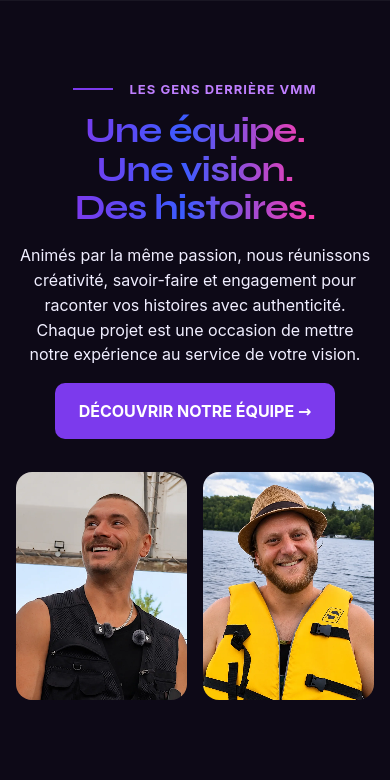 LES GENS DERRIÈRE VMM
Une équipe.
Une vision.
Des histoires.
Animés par la même passion, nous réunissons
créativité, savoir-faire et engagement pour
raconter vos histoires avec authenticité.
Chaque projet est une occasion de mettre
notre expérience au service de votre vision.
DÉCOUVRIR NOTRE ÉQUIPE →